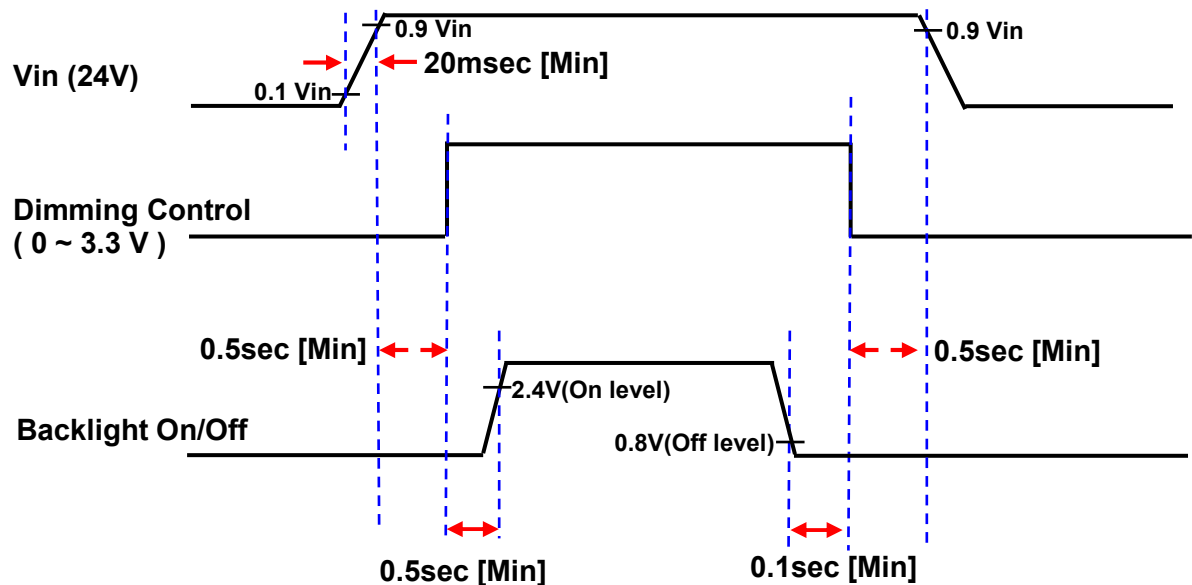 0.9 Vin
0.9 Vin
Vin (24V)
20msec [Min]
0.1 Vin
Dimming Control
( 0 ~ 3.3 V )
0.5sec [Min]
0.5sec [Min]
2.4V(On level)
Backlight On/Off
0.8V(Off level)
0.5sec [Min]
0.1sec [Min]